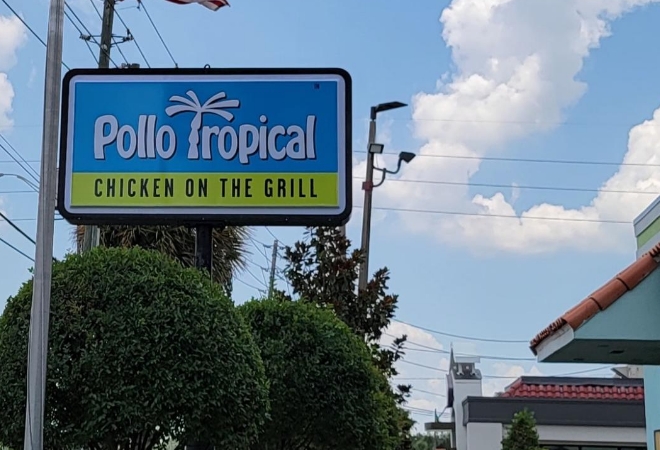 Pollo Tropical
CHICKEN ON THE GRILL